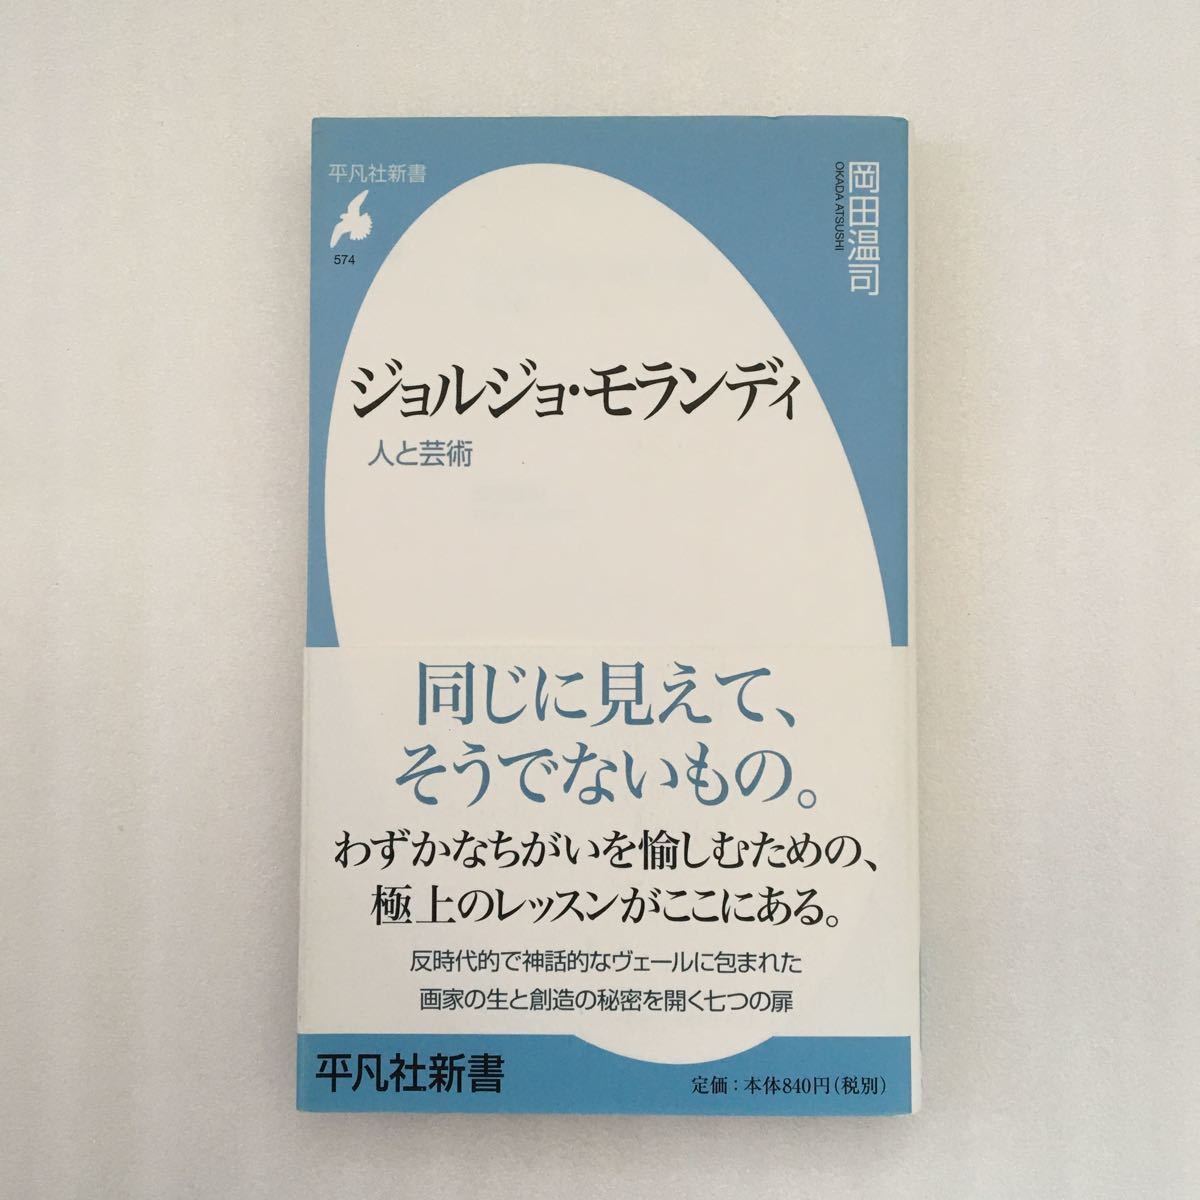 平凡社新書
574
岡田温司
OKADA ATSUSHI
ジョルジョ・モランディ
人と芸術
同じに見えて、
そうでないもの。
わずかなちがいを愉しむための、
極上のレッスンがここにある。
反時代的で神話的なヴェールに包まれた
画家の生と創造の秘密を開く七つの扉
平凡社新書
定価：本体840円（税別）